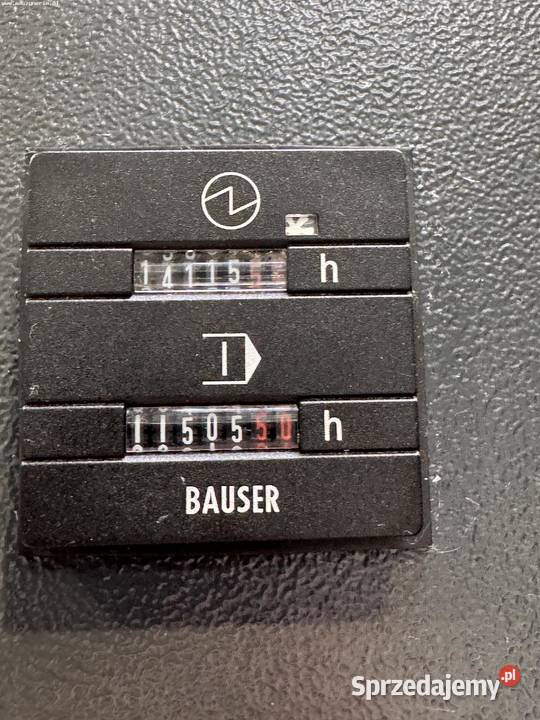 14115 h
1150550 h
BAUSER
Sprzedajemy.pl